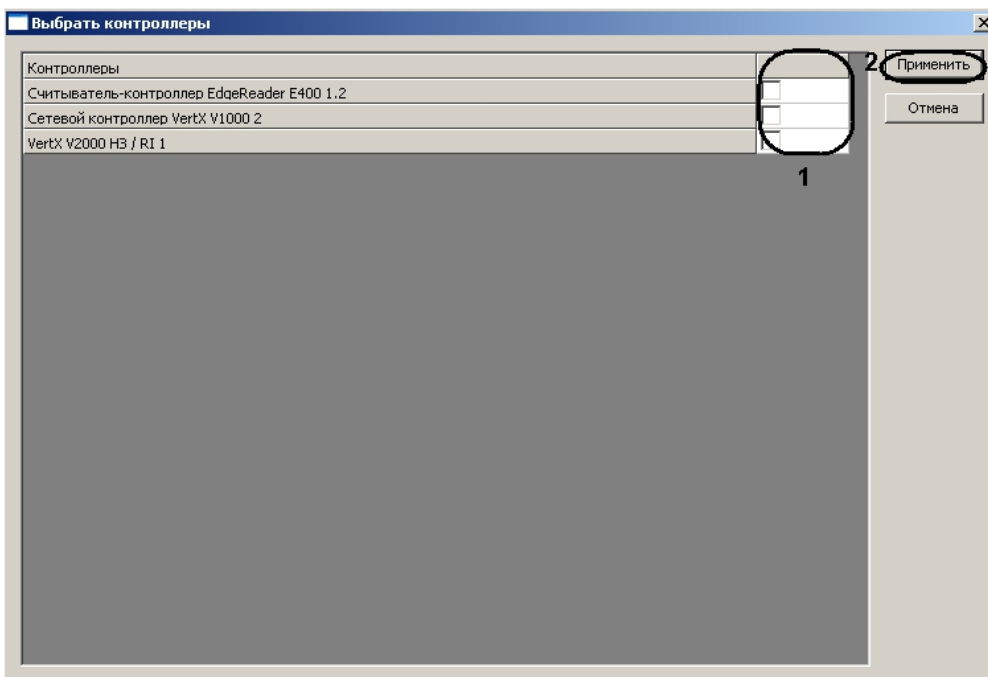 Выбрать контроллеры
Контроллеры
2 Применить
Считыватель-контроллер EdgeReader E400 1.2
Отмена
Сетевой контроллер VertX V1000 2
VertX V2000 НЗ / RI 1
1